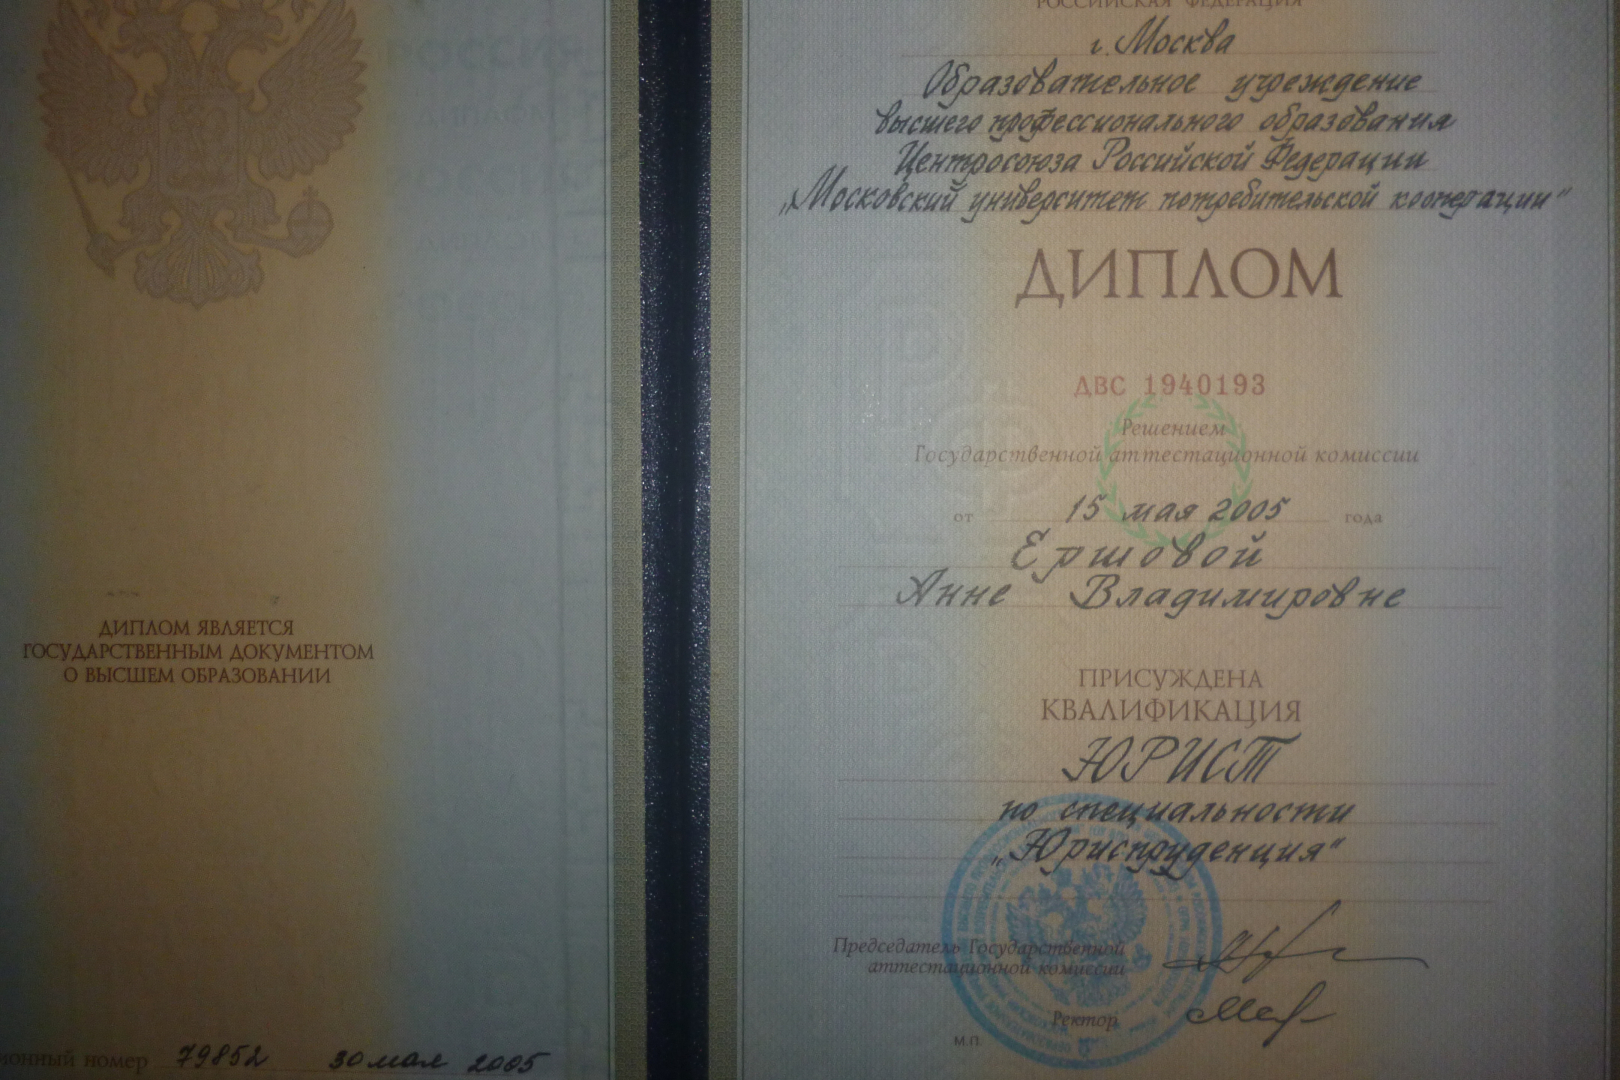 ДИПЛОМ ЯВЛЯЕТСЯ
ГОСУДАРСТВЕННЫМ ДОКУМЕНТОМ
О ВЫСШЕМ ОБРАЗОВАНИИ
ионный номер 79852 30 мая 2005
РОССИЙСКАЯ ФЕДЕРАЦИЯ
г. Москва
Образовательное учреждение
высшего профессионального образования
Центросоюза Российской Федерации
„Московский университет потребительской кооперации"
ДИПЛОМ
ДВС 1940193
Решением
Государственной аттестационной комиссии
от 15 мая 2005 года
Ершовой
Анне Владимировне
ПРИСУЖДЕНА
КВАЛИФИКАЦИЯ
ЮРИСТ
по специальности
„Юриспруденция"
Председатель Государственной
аттестационной комиссии
Ректор
М.П.